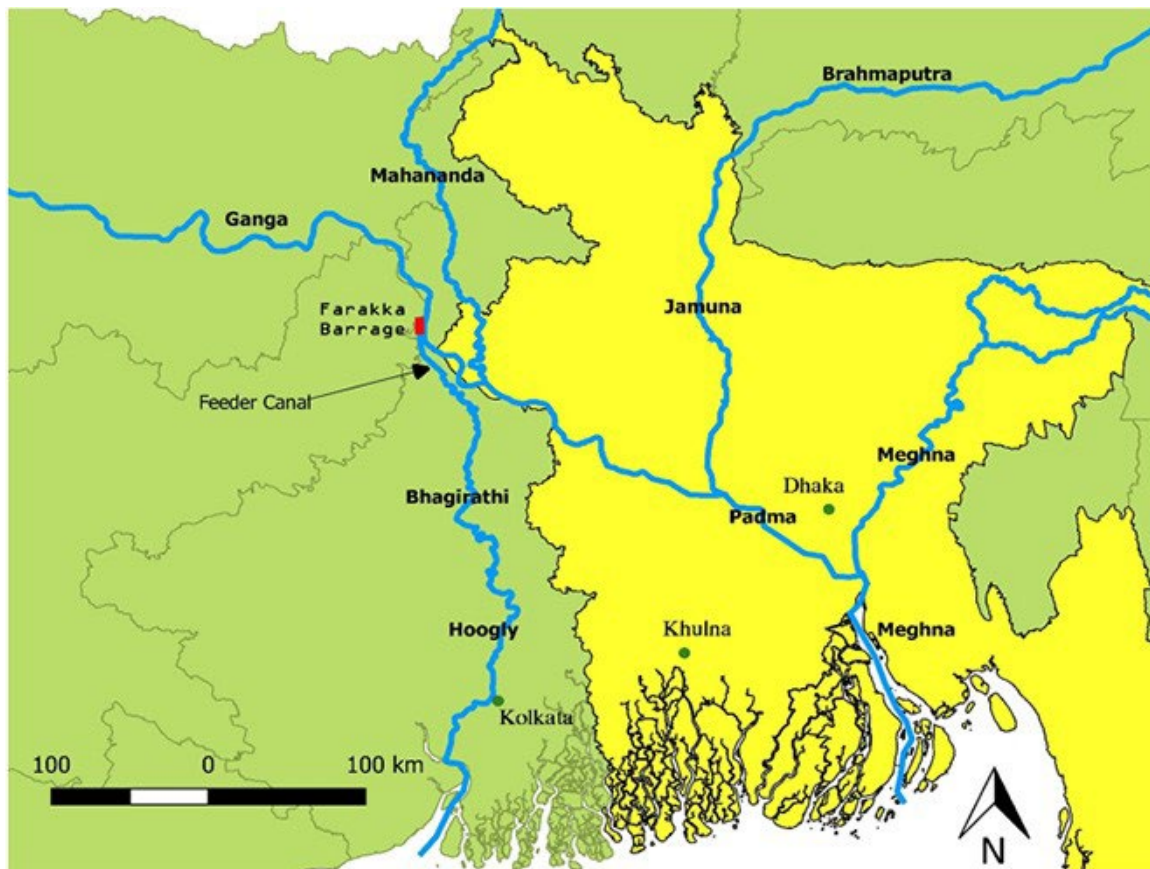 Brahmaputra
Mahananda
Ganga
Farakka
Barrage
Jamuna
Feeder Canal
Meghna
Bhagirathi
Dhaka
Padma
Hoogly
Khulna
Meghna
Kolkata
100 0 100 km
N